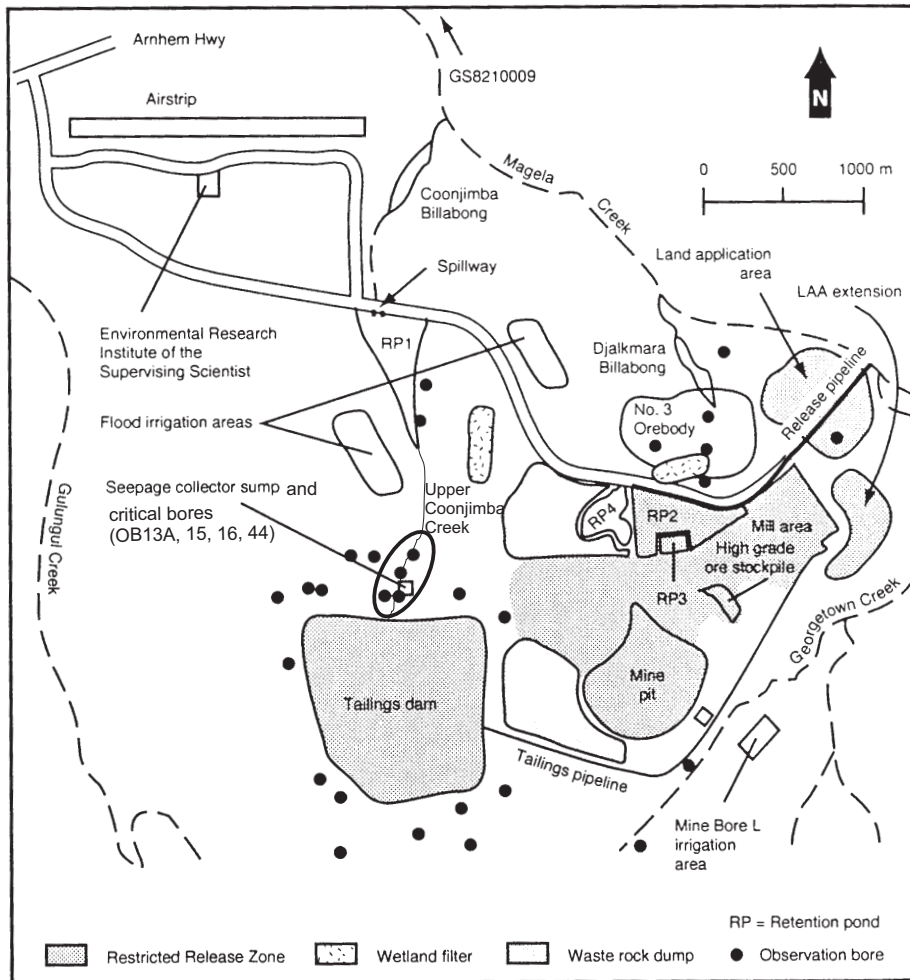 Arnhem Hwy
Airstrip
GS8210009
N
0 500 1000 m
Magela
Creek
Coonjimba
Billabong
Land application
area
LAA extension
Spillway
RP1
Environmental Research
Institute of the
Supervising Scientist
Djalkmara
Billabong
Release pipeline
Flood irrigation areas
No. 3
Orebody
Gulungul Creek
Seepage collector sump and
critical bores
(OB13A, 15, 16, 44)
Upper
Coonjimba
Creek
RP4
RP2
Mill area
High grade
ore stockpile
RP3
Georgetown Creek
Tailings dam
Mine
pit
Tailings pipeline
Mine Bore L
irrigation
area
RP = Retention pond
Restricted Release Zone
Wetland filter
Waste rock dump
Observation bore